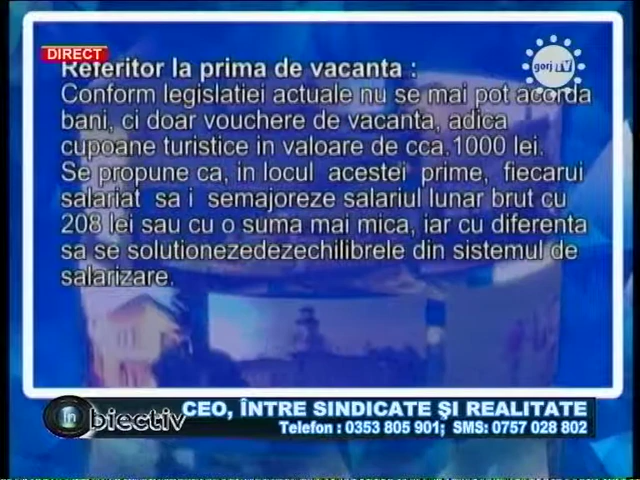 DIRECT
gorj TV
Referitor la prima de vacanta :
Conform legislatiei actuale nu se mai pot acorda
bani, ci doar vouchere de vacanta, adica
cupoane turistice in valoare de cca.1000 lei.
Se propune ca, in locul acestei prime, fiecarui
salariat sa i semajoreze salariul lunar brut cu
208 lei sau cu o suma mai mica, iar cu diferenta
sa se solutionezedezechilibrele din sistemul de
salarizare.
în
Obiectiv
CEO, ÎNTRE SINDICATE ŞI REALITATE
Telefon : 0353 805 901; SMS: 0757 028 802